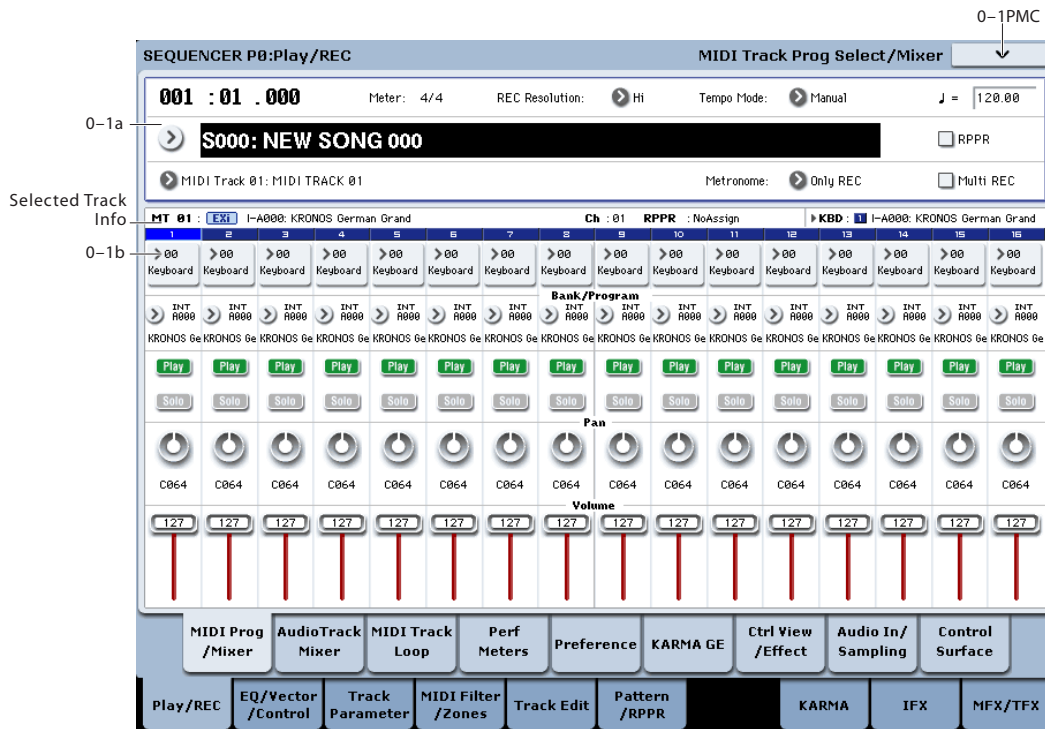 0–1PMC
SEQUENCER P0:Play/REC MIDI Track Prog Select/Mixer
001 :01 .000 Meter: 4/4 REC Resolution: Hi Tempo Mode: Manual ♩ = 120.00
0–1a
S000: NEW SONG 000 RPPR
MIDI Track 01: MIDI TRACK 01 Metronome: Only REC Multi REC
Selected Track
Info
MT 01 : EXi I-A000: KRONOS German Grand Ch :01 RPPR :NoAssign KBD : 1 I-A000: KRONOS German Grand
1 2 3 4 5 6 7 8 9 10 11 12 13 14 15 16
0–1b
00 00 00 00 00 00 00 00 00 00 00 00 00 00 00 00
Keyboard Keyboard Keyboard Keyboard Keyboard Keyboard Keyboard Keyboard Keyboard Keyboard Keyboard Keyboard Keyboard Keyboard Keyboard Keyboard
Bank/Program
INT INT INT INT INT INT INT INT INT INT INT INT INT INT INT INT
A000 A000 A000 A000 A000 A000 A000 A000 A000 A000 A000 A000 A000 A000 A000 A000
KRONOS Ge KRONOS Ge KRONOS Ge KRONOS Ge KRONOS Ge KRONOS Ge KRONOS Ge KRONOS Ge KRONOS Ge KRONOS Ge KRONOS Ge KRONOS Ge KRONOS Ge KRONOS Ge KRONOS Ge KRONOS Ge
Play Play Play Play Play Play Play Play Play Play Play Play Play Play Play Play
Solo Solo Solo Solo Solo Solo Solo Solo Solo Solo Solo Solo Solo Solo Solo Solo
Pan
C064 C064 C064 C064 C064 C064 C064 C064 C064 C064 C064 C064 C064 C064 C064 C064
Volume
127 127 127 127 127 127 127 127 127 127 127 127 127 127 127 127
MIDI Prog AudioTrack MIDI Track Perf Preference KARMA GE Ctrl View Audio In/ Control
/Mixer Mixer Loop Meters /Effect Sampling Surface
Play/REC EQ/Vector Track MIDI Filter Track Edit Pattern KARMA IFX MFX/TFX
/Control Parameter /Zones /RPPR